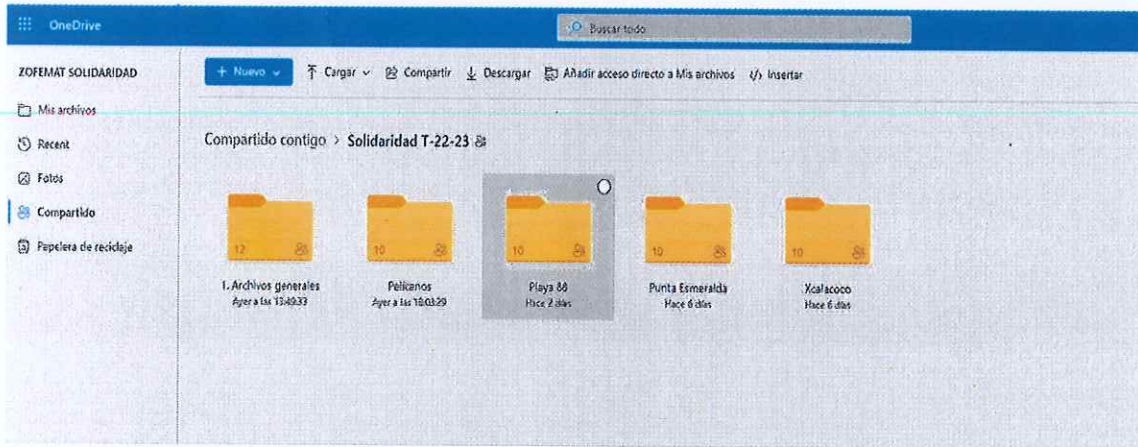 OneDrive
Buscar todo
ZOFEMAT SOLIDARIDAD
+ Nuevo
Cargar
Compartir
Descargar
Añadir acceso directo a Mis archivos
</> Insertar
Mis archivos
Recent
Fotos
Compartido
Papelera de reciclaje
Compartido contigo > Solidaridad T-22-23
12
10
10
10
10
1. Archivos generales
Ayer a las 13:49:33
Pelícanos
Ayer a las 18:03:29
Playa 88
Hace 2 días
Punta Esmeralda
Hace 6 días
Xcalacoco
Hace 6 días